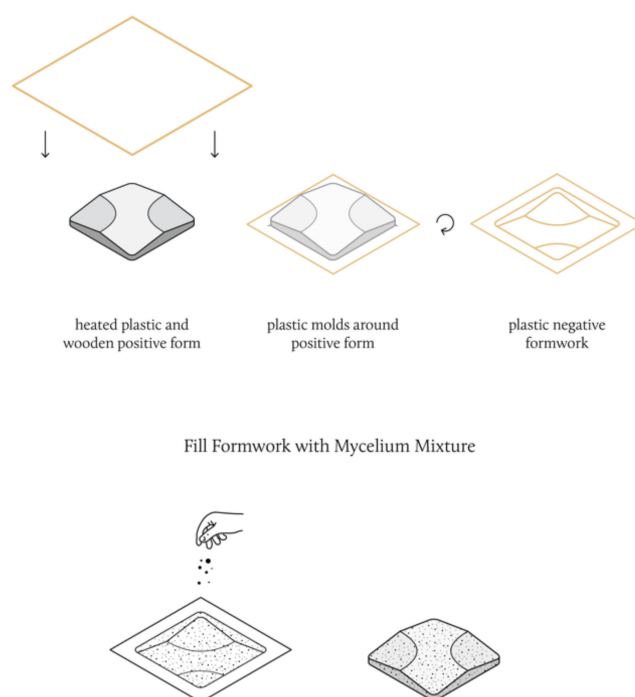 heated plastic and
wooden positive form
plastic molds around
positive form
plastic negative
formwork
Fill Formwork with Mycelium Mixture